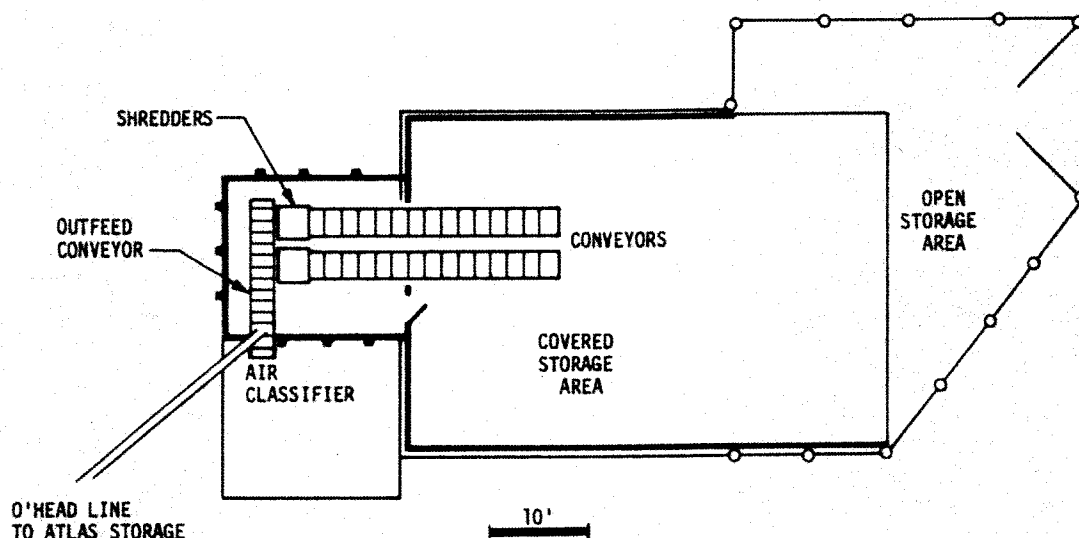 SHREDDERS
OUTFEED
CONVEYOR
CONVEYORS
OPEN
STORAGE
AREA
COVERED
STORAGE
AREA
AIR
CLASSIFIER
O'HEAD LINE
TO ATLAS STORAGE
10'